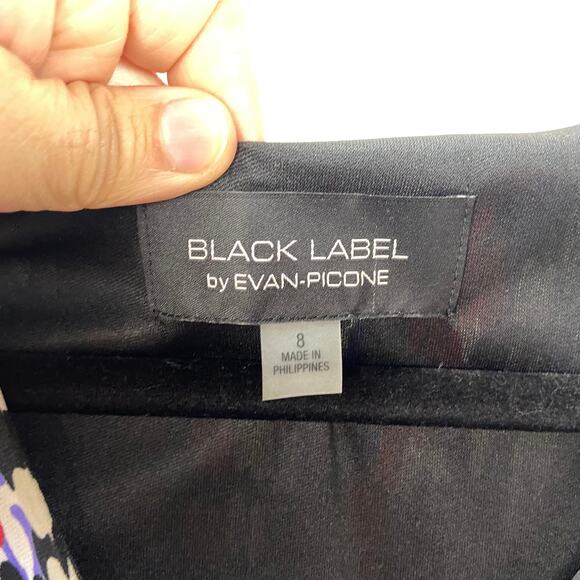 BLACK LABEL
by EVAN-PICONE
8
MADE IN
PHILIPPINES